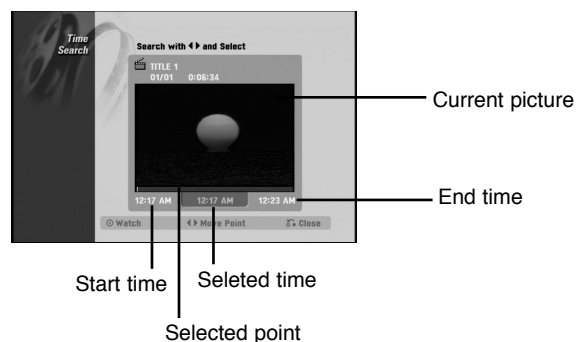 Time
Search
Search with ◀ ▶ and Select
TITLE 1
01/01 0:06:34
12:17 AM 12:17 AM 12:23 AM
Watch ◀ ▶ Move Point Close
Current picture
End time
Start time
Seleted time
Selected point